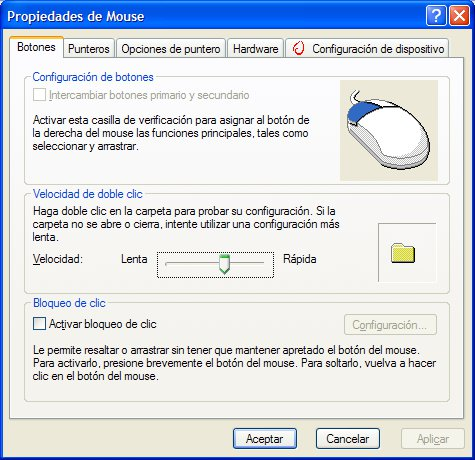 Propiedades de Mouse
Botones Punteros Opciones de puntero Hardware Configuración de dispositivo
Configuración de botones
Intercambiar botones primario y secundario
Activar esta casilla de verificación para asignar al botón de
la derecha del mouse las funciones principales, tales como
seleccionar y arrastrar.
Velocidad de doble clic
Haga doble clic en la carpeta para probar su configuración. Si la
carpeta no se abre o cierra, intente utilizar una configuración más
lenta.
Velocidad: Lenta Rápida
Bloqueo de clic
Activar bloqueo de clic Configuración...
Le permite resaltar o arrastrar sin tener que mantener apretado el botón del mouse.
Para activarlo, presione brevemente el botón del mouse. Para soltarlo, vuelva a hacer
clic en el botón del mouse.
Aceptar Cancelar Aplicar